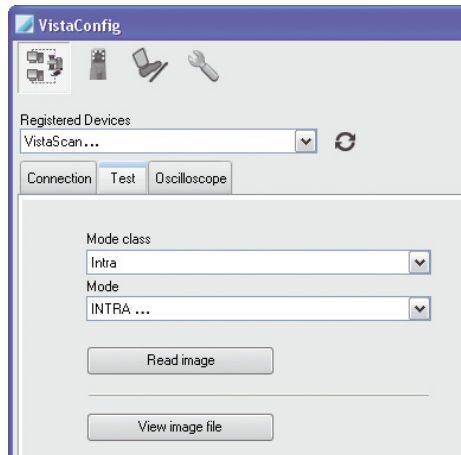 VistaConfig
Registered Devices
VistaScan...
Connection Test Oscilloscope
Mode class
Intra
Mode
INTRA ...
Read image
View image file